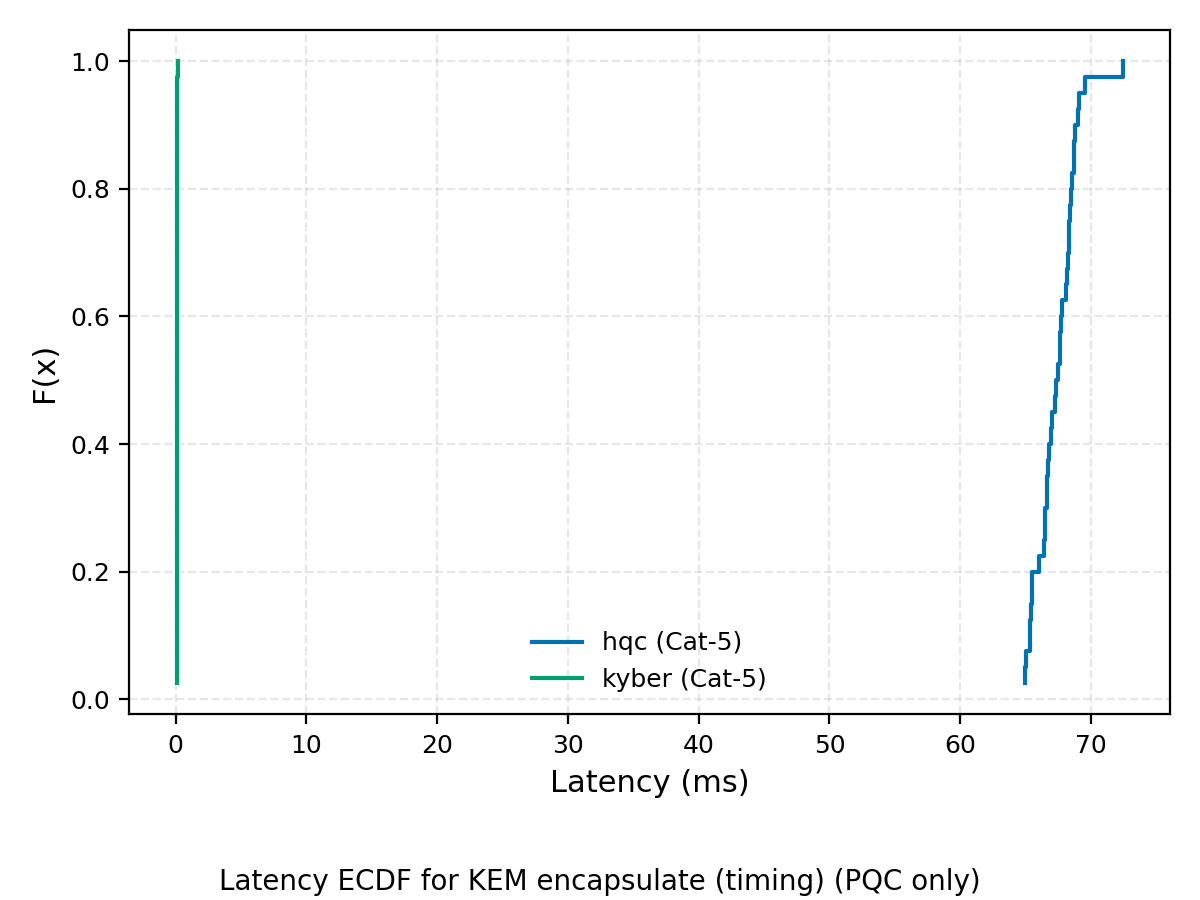 1.0
0.8
0.6
0.4
0.2
0.0
F(x)
hqc (Cat-5)
kyber (Cat-5)
0 10 20 30 40 50 60 70
Latency (ms)
Latency ECDF for KEM encapsulate (timing) (PQC only)